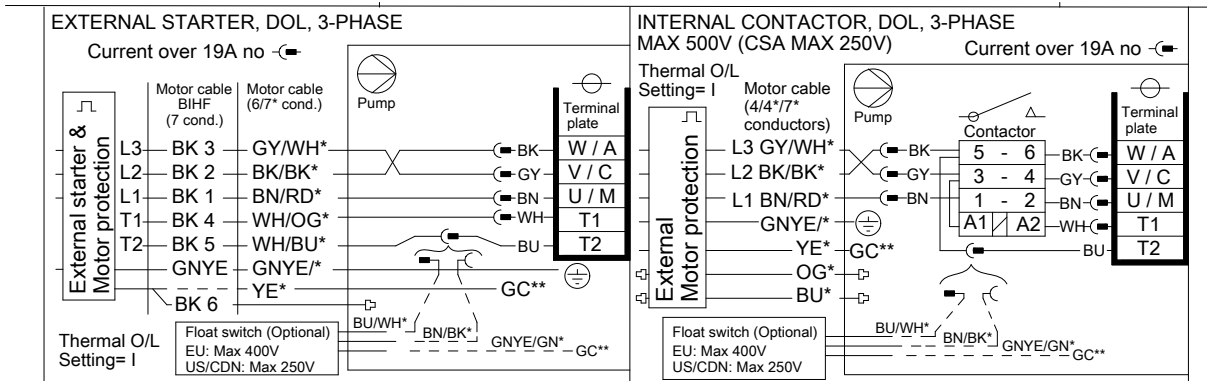 EXTERNAL STARTER, DOL, 3-PHASE
Current over 19A no
External starter &
Motor protection
Motor cable
BIHF
(7 cond.)
Motor cable
(6/7* cond.)
Pump
Terminal
plate
L3 BK 3 GY/WH* BK W / A
L2 BK 2 BK/BK* GY V / C
L1 BK 1 BN/RD* BN U / M
T1 BK 4 WH/OG* WH T1
T2 BK 5 WH/BU* BU T2
GNYE GNYE/*
YE* GC**
BK 6
Thermal O/L
Setting= I
Float switch (Optional)
EU: Max 400V
US/CDN: Max 250V
BU/WH*
BN/BK*
GNYE/GN*
GC**
INTERNAL CONTACTOR, DOL, 3-PHASE
MAX 500V (CSA MAX 250V)
Current over 19A no
Thermal O/L
Setting= I
External
Motor protection
Motor cable
(4/4*/7*
conductors)
Pump
Contactor
Terminal
plate
L3 GY/WH* BK 5 - 6 BK W / A
L2 BK/BK* GY 3 - 4 GY V / C
L1 BN/RD* BN 1 - 2 BN U / M
GNYE/* A1 A2 WH T1
YE* GC** BU T2
OG*
BU*
Float switch (Optional)
EU: Max 400V
US/CDN: Max 250V
BU/WH*
BN/BK*
GNYE/GN*
GC**